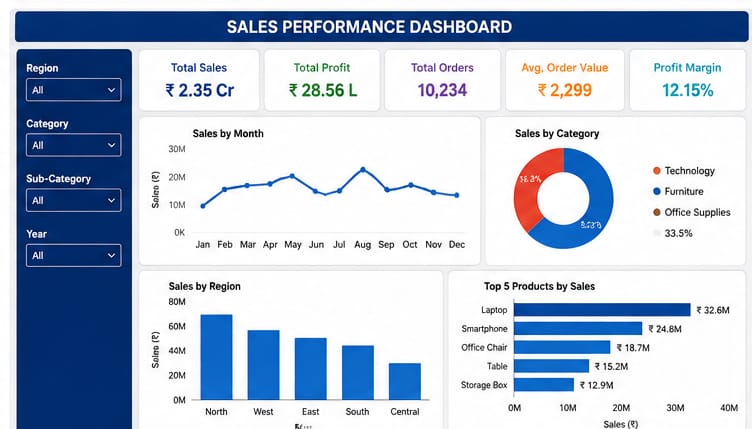 SALES PERFORMANCE DASHBOARD
Region
All
Category
All
Sub-Category
All
Year
All
Total Sales
₹ 2.35 Cr
Total Profit
₹ 28.56 L
Total Orders
10,234
Avg, Order Value
₹ 2,299
Profit Margin
12.15%
Sales by Month
Sales (₹)
30M
20M
10M
0K
Jan Feb Mar Apr May Jun Jul Aug Sep Oct Nov Dec
Sales by Category
Technology
Furniture
Office Supplies
33.5%
Sales by Region
Sales (₹)
80M
60M
40M
20M
0M
North West East South Central
Top 5 Products by Sales
Laptop ₹ 32.6M
Smartphone ₹ 24.8M
Office Chair ₹ 18.7M
Table ₹ 15.2M
Storage Box ₹ 12.9M
0M 10M 20M 30M 40M
Sales (₹)